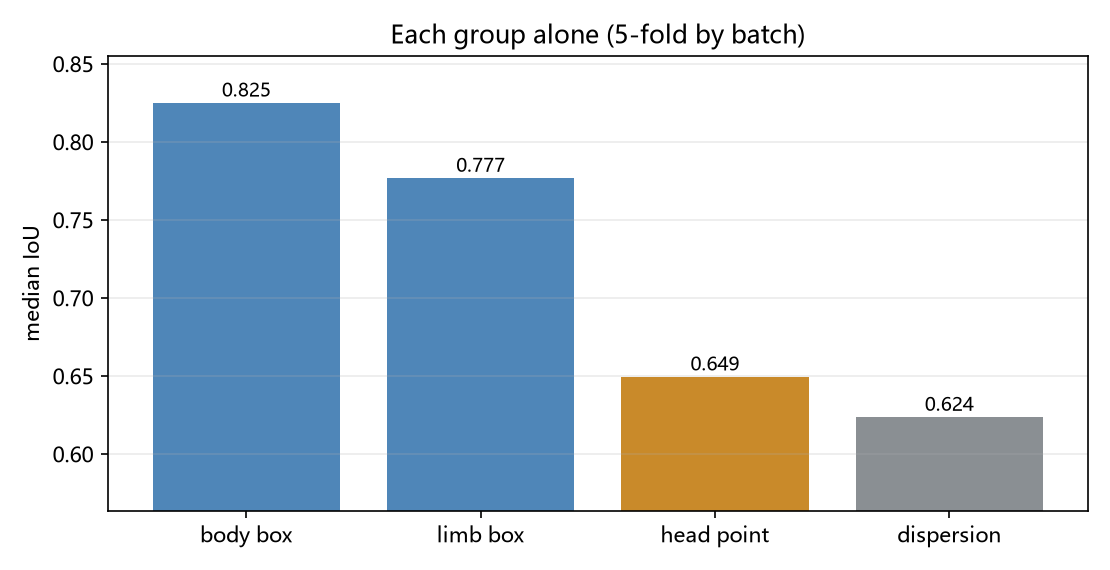 Each group alone (5-fold by batch)
median IoU
0.85
0.80
0.75
0.70
0.65
0.60
0.825
0.777
0.649
0.624
body box
limb box
head point
dispersion